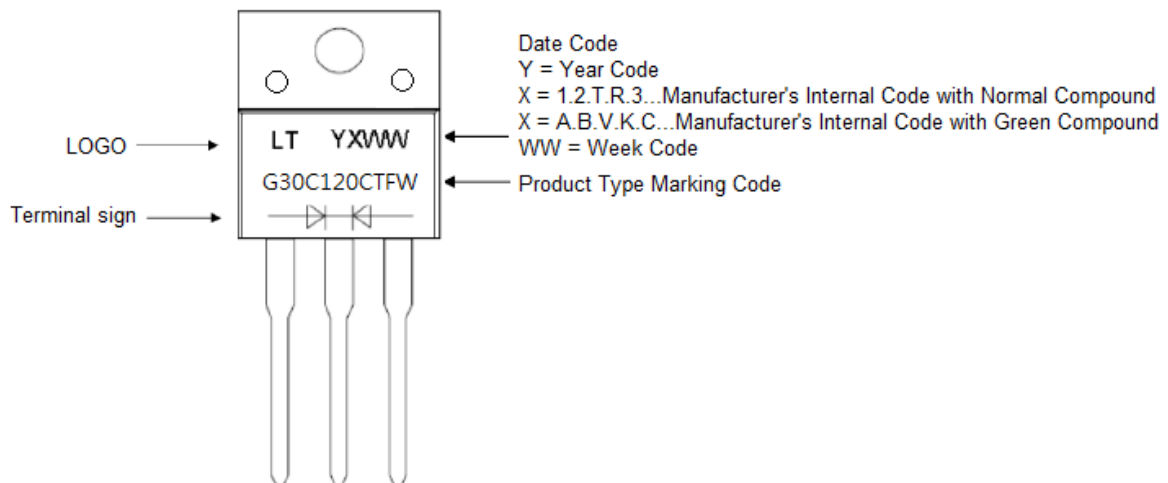 Date Code
Y = Year Code
X = 1.2.T.R.3...Manufacturer's Internal Code with Normal Compound
X = A.B.V.K.C...Manufacturer's Internal Code with Green Compound
WW = Week Code
LOGO
LT YXWW
G30C120CTFW
Product Type Marking Code
Terminal sign